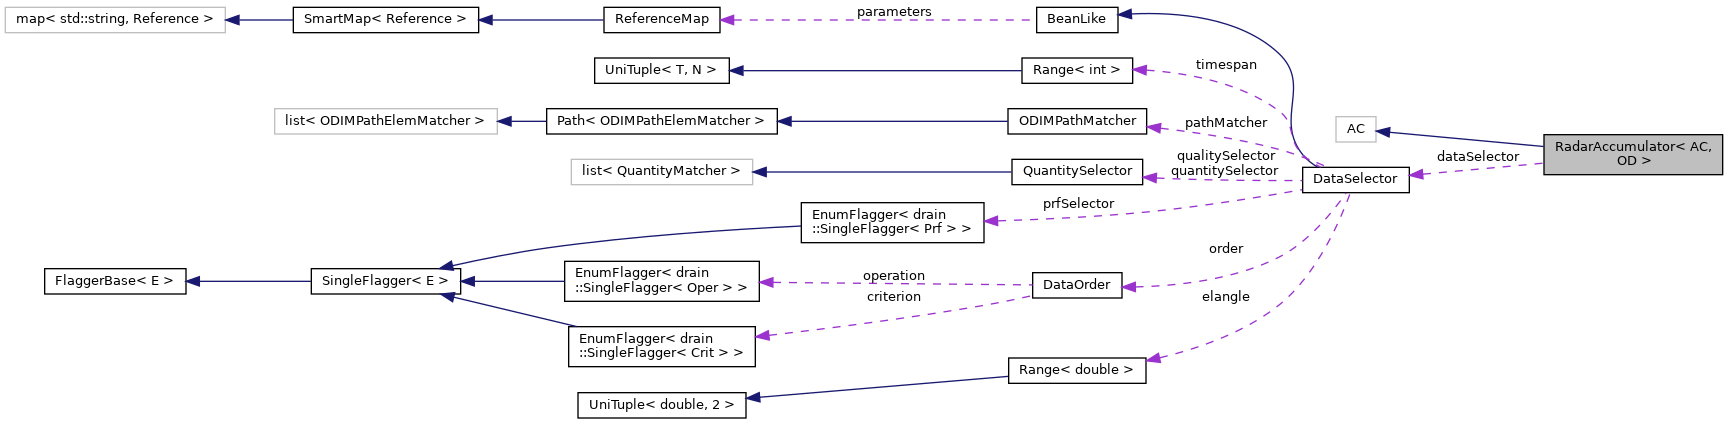 map< std::string, Reference >
SmartMap< Reference >
ReferenceMap
parameters
BeanLike
UniTuple< T, N >
Range< int >
timespan
list< ODIMPathElemMatcher >
Path< ODIMPathElemMatcher >
ODIMPathMatcher
pathMatcher
AC
RadarAccumulator< AC,
OD >
dataSelector
list< QuantityMatcher >
QuantitySelector
qualitySelector
quantitySelector
DataSelector
EnumFlagger< drain
::SingleFlagger< Prf > >
prfSelector
order
FlaggerBase< E >
SingleFlagger< E >
EnumFlagger< drain
::SingleFlagger< Oper > >
operation
criterion
DataOrder
elangle
EnumFlagger< drain
::SingleFlagger< Crit > >
Range< double >
UniTuple< double, 2 >